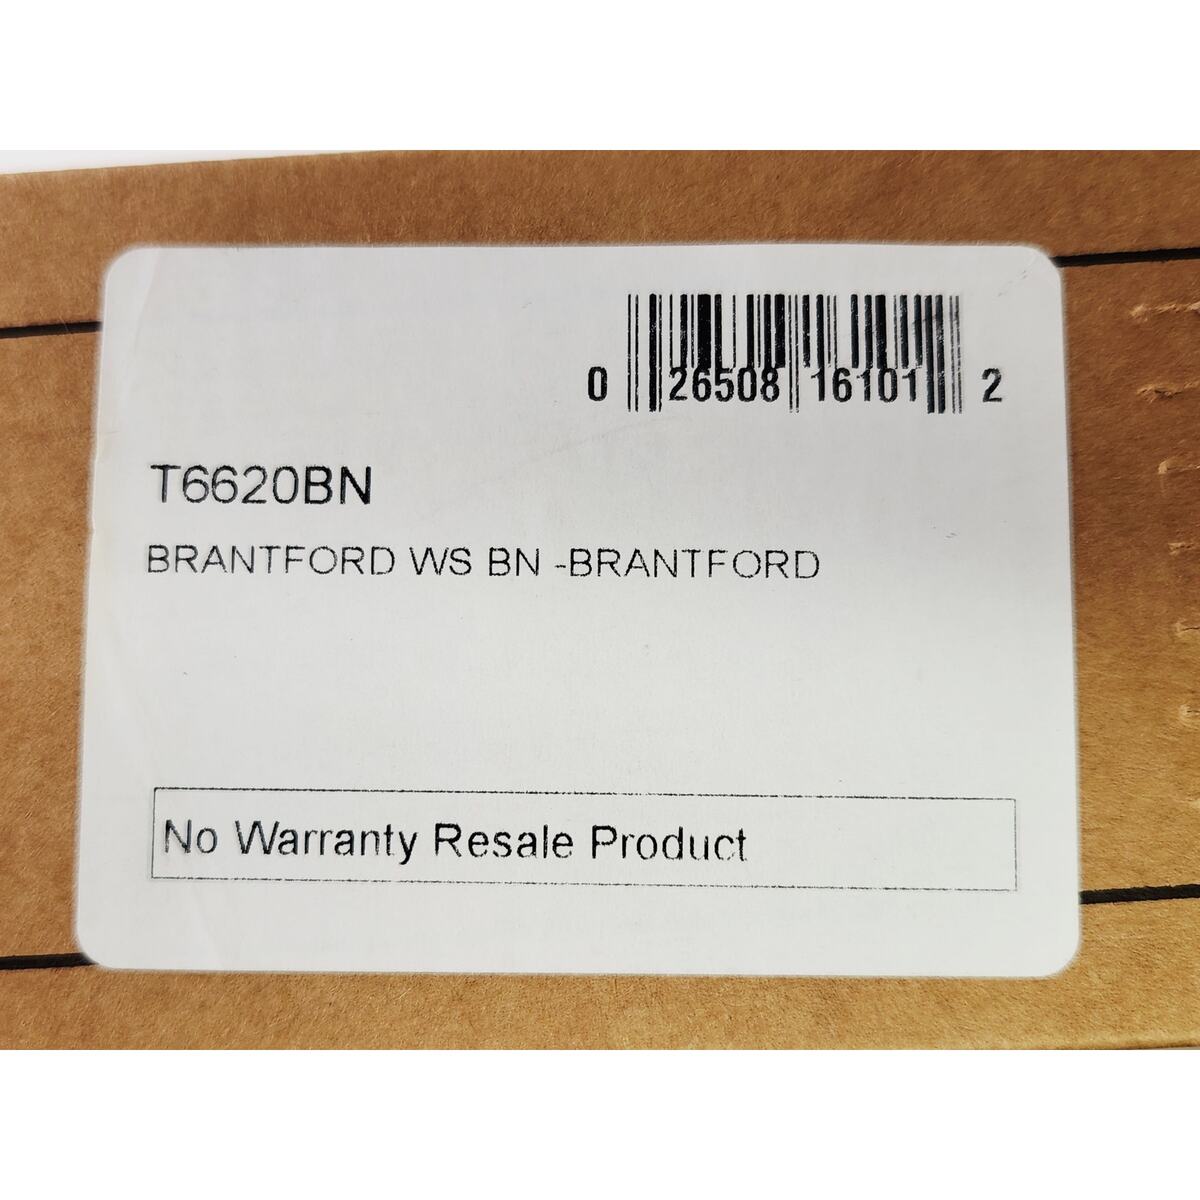 0 26508 16101 2
T6620BN
BRANTFORD WS BN -BRANTFORD
No Warranty Resale Product